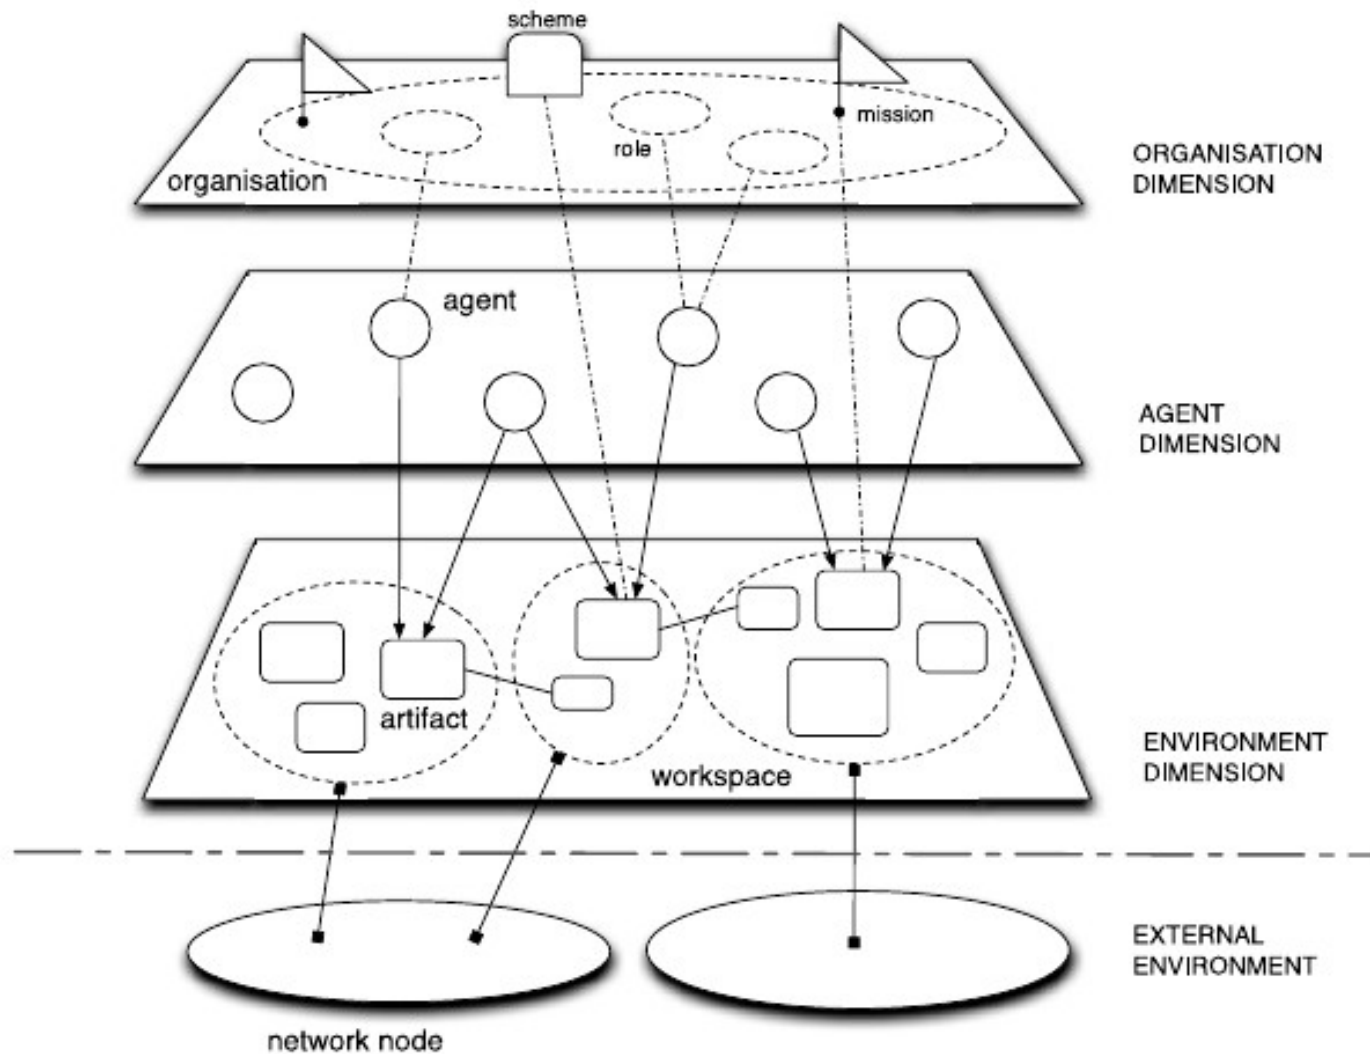 scheme
mission
role
organisation
ORGANISATION
DIMENSION
agent
AGENT
DIMENSION
artifact
workspace
ENVIRONMENT
DIMENSION
EXTERNAL
ENVIRONMENT
network node